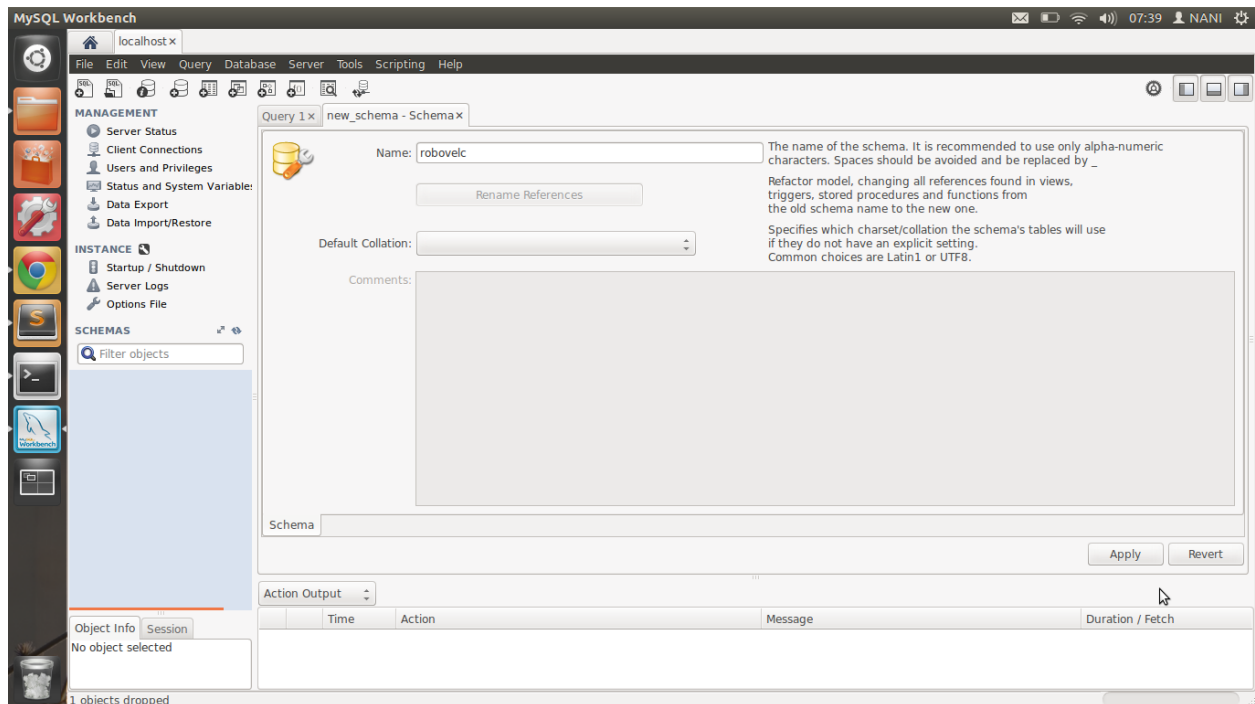 MySQL Workbench
07:39 NANI
localhost ×
File Edit View Query Database Server Tools Scripting Help
MANAGEMENT
Server Status
Client Connections
Users and Privileges
Status and System Variable
Data Export
Data Import/Restore
INSTANCE
Startup / Shutdown
Server Logs
Options File
SCHEMAS
Filter objects
Query 1 × new_schema - Schema ×
Name: robovelc
The name of the schema. It is recommended to use only alpha-numeric
characters. Spaces should be avoided and be replaced by _
Rename References
Refactor model, changing all references found in views,
triggers, stored procedures and functions from
the old schema name to the new one.
Default Collation:
Specifies which charset/collation the schema's tables will use
if they do not have an explicit setting.
Common choices are Latin1 or UTF8.
Comments:
Schema
Apply Revert
Action Output
Time Action Message Duration / Fetch
Object Info Session
No object selected
1 objects dropped